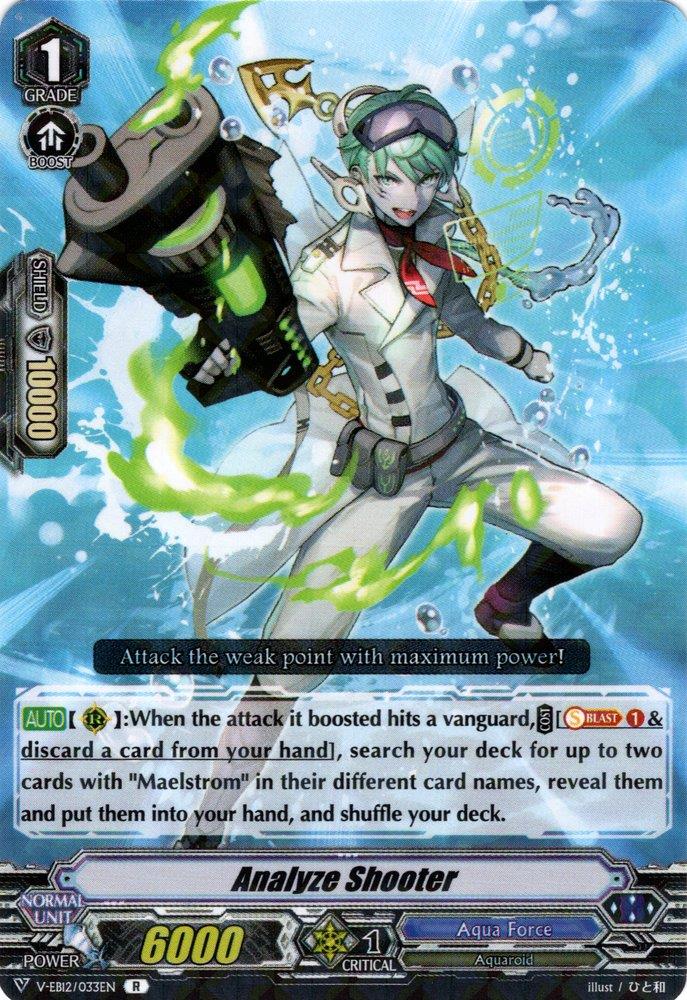 1
GRADE
BOOST
SHIELD
10000
1
Attack the weak point with maximum power!
AUTO【R】:When the attack it boosted hits a vanguard, COST [S BLAST 1 &
discard a card from your hand], search your deck for up to two
cards with "Maelstrom" in their different card names, reveal them
and put them into your hand, and shuffle your deck.
Analyze Shooter
NORMAL
UNIT
POWER
6000
1
CRITICAL
Aqua Force
Aquaroid
V-EB12/033EN R
illust / ひと和